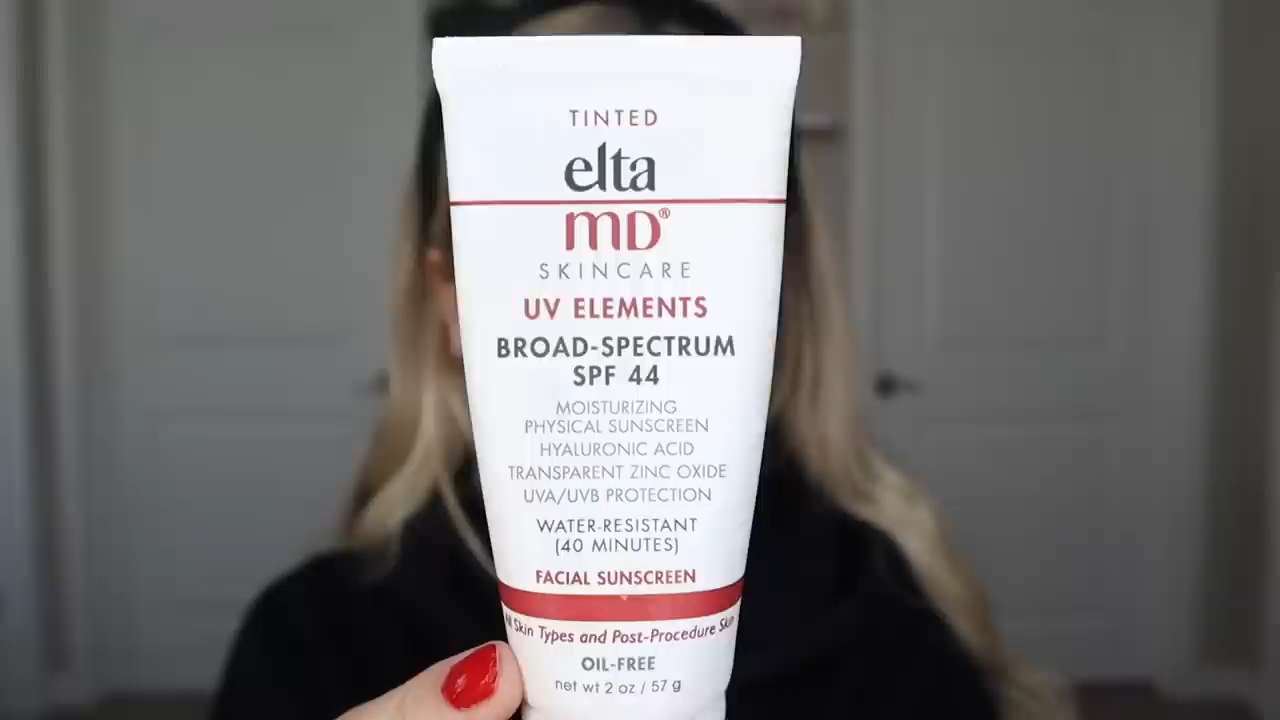 TINTED
elta
MD®
SKINCARE
UV ELEMENTS
BROAD-SPECTRUM
SPF 44
MOISTURIZING
PHYSICAL SUNSCREEN
HYALURONIC ACID
TRANSPARENT ZINC OXIDE
UVA/UVB PROTECTION
WATER-RESISTANT
(40 MINUTES)
FACIAL SUNSCREEN
Skin Types and Post-Procedure Skin
OIL-FREE
net wt 2 oz / 57 g